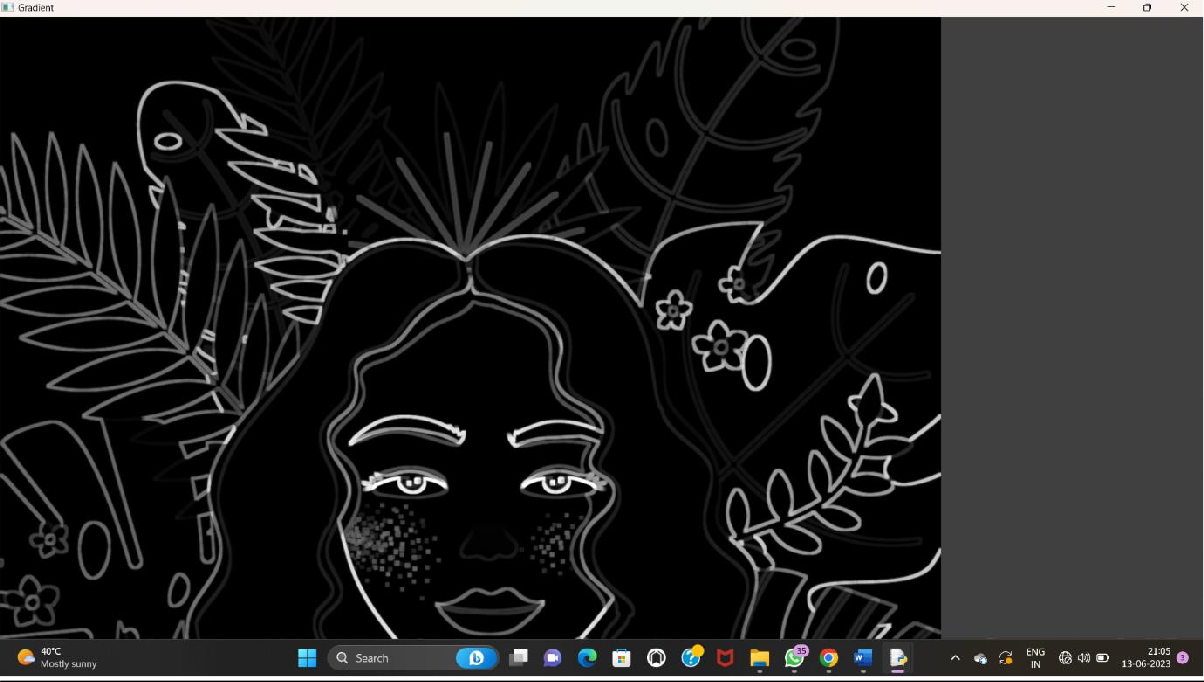 Gradient
40°C
Mostly sunny
Search
35
ENG
IN
21:05
13-06-2023
3